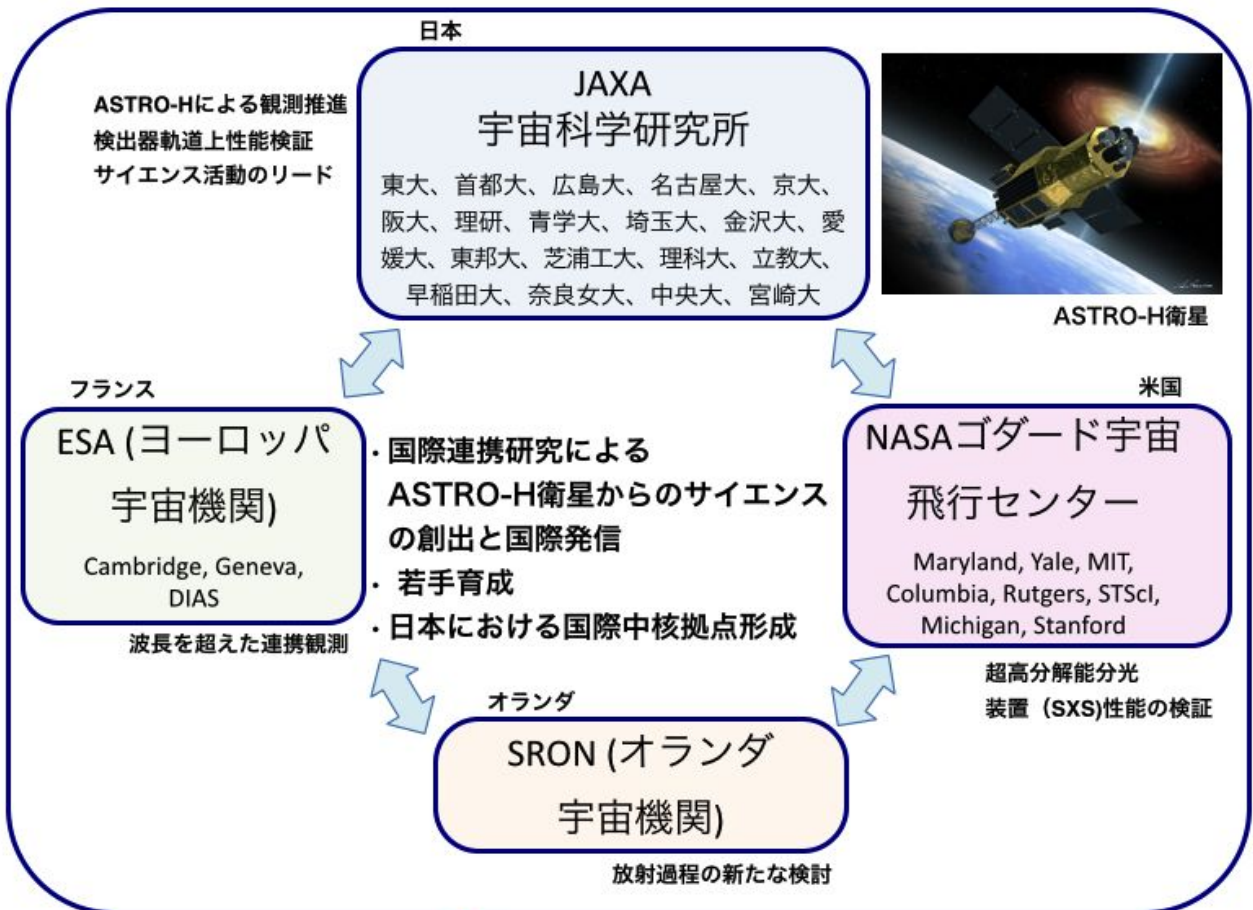 日本
JAXA
宇宙科学研究所
東大、首都大、広島大、名古屋大、京大、
阪大、理研、青学大、埼玉大、金沢大、愛
媛大、東邦大、芝浦工大、理科大、立教大、
早稲田大、奈良女大、中央大、宮崎大
ASTRO-Hによる観測推進
検出器軌道上性能検証
サイエンス活動のリード
ASTRO-H衛星
フランス
ESA (ヨーロッパ
宇宙機関)
Cambridge, Geneva,
DIAS
波長を超えた連携観測
・国際連携研究による
ASTRO-H衛星からのサイエンス
の創出と国際発信
・ 若手育成
・日本における国際中核拠点形成
米国
NASAゴダード宇宙
飛行センター
Maryland, Yale, MIT,
Columbia, Rutgers, STScI,
Michigan, Stanford
超高分解能分光
装置（SXS)性能の検証
オランダ
SRON (オランダ
宇宙機関)
放射過程の新たな検討